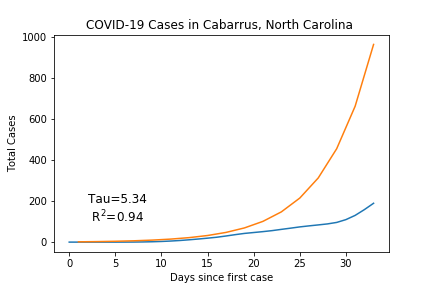 COVID-19 Cases in Cabarrus, North Carolina
1000
800
600
400
200
0
Total Cases
Tau=5.34
R²=0.94
0 5 10 15 20 25 30
Days since first case